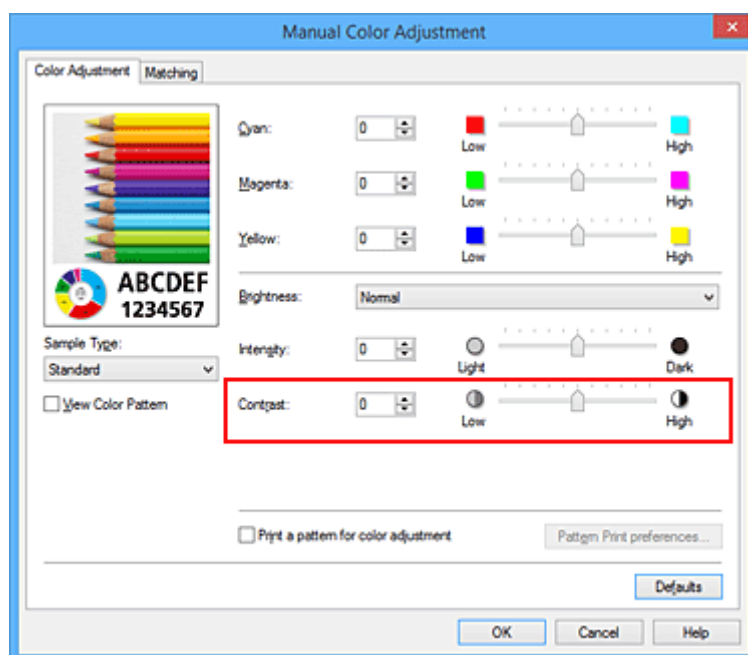 Manual Color Adjustment
Color Adjustment Matching
Cyan: 0 Low High
Magenta: 0 Low High
Yellow: 0 Low High
ABCDEF
1234567
Brightness: Normal
Sample Type:
Standard
Intensity: 0 Light Dark
View Color Pattern
Contrast: 0 Low High
Print a pattern for color adjustment Pattern Print preferences...
Defaults
OK Cancel Help